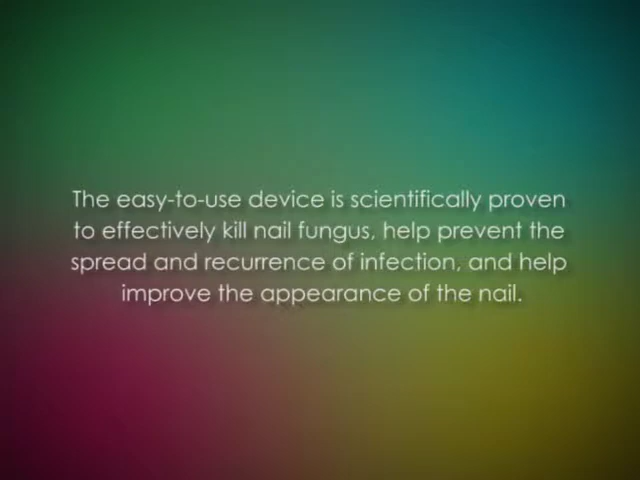 The easy-to-use device is scientifically proven
to effectively kill nail fungus, help prevent the
spread and recurrence of infection, and help
improve the appearance of the nail.